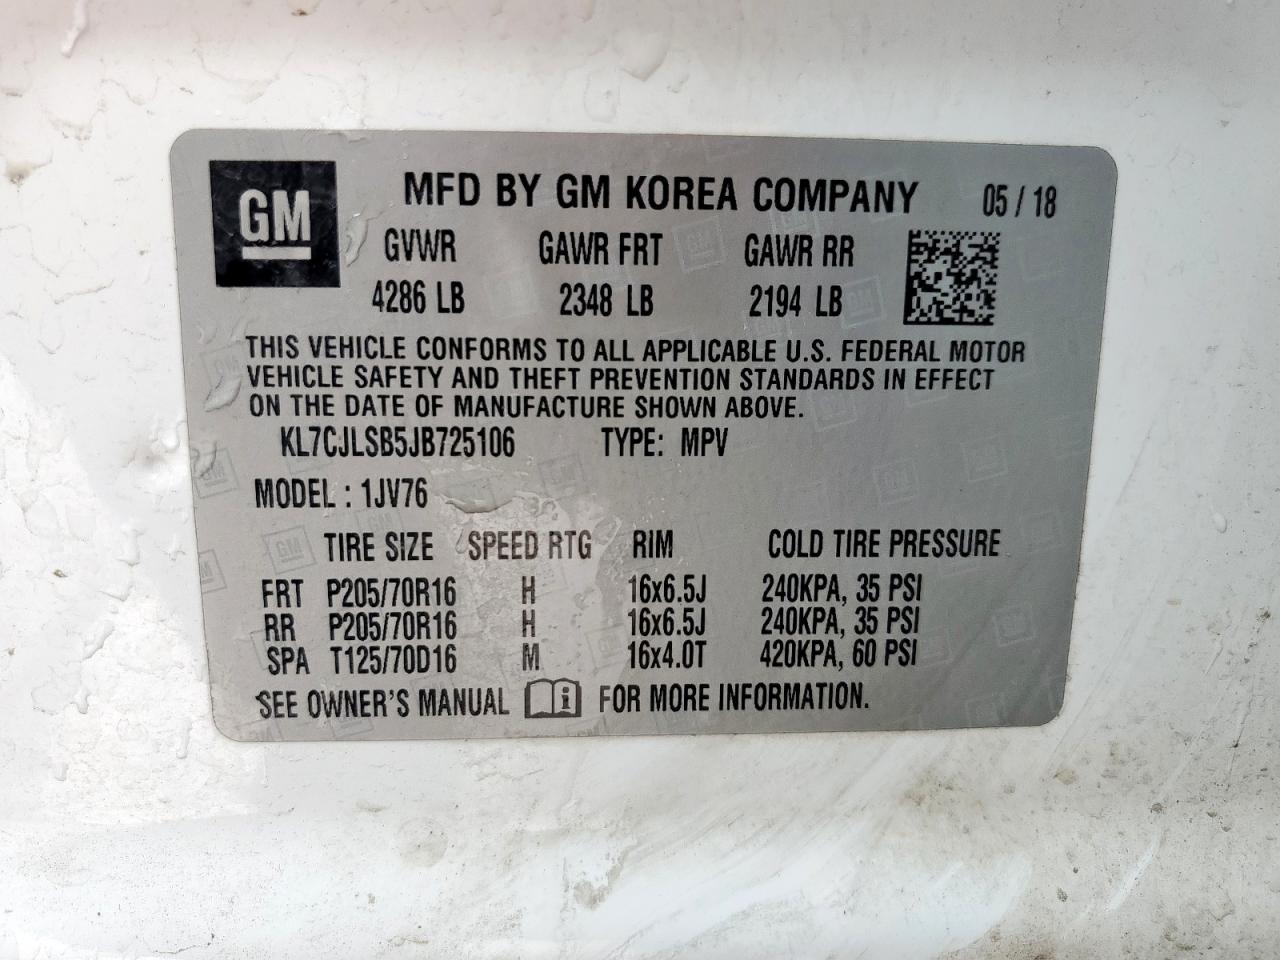 GM
MFD BY GM KOREA COMPANY 05 / 18
GVWR GAWR FRT GAWR RR
4286 LB 2348 LB 2194 LB
THIS VEHICLE CONFORMS TO ALL APPLICABLE U.S. FEDERAL MOTOR
VEHICLE SAFETY AND THEFT PREVENTION STANDARDS IN EFFECT
ON THE DATE OF MANUFACTURE SHOWN ABOVE.
KL7CJLSB5JB725106 TYPE: MPV
MODEL : 1JV76
TIRE SIZE SPEED RTG RIM COLD TIRE PRESSURE
FRT P205/70R16 H 16x6.5J 240KPA, 35 PSI
RR P205/70R16 H 16x6.5J 240KPA, 35 PSI
SPA T125/70D16 M 16x4.0T 420KPA, 60 PSI
SEE OWNER'S MANUAL i FOR MORE INFORMATION.